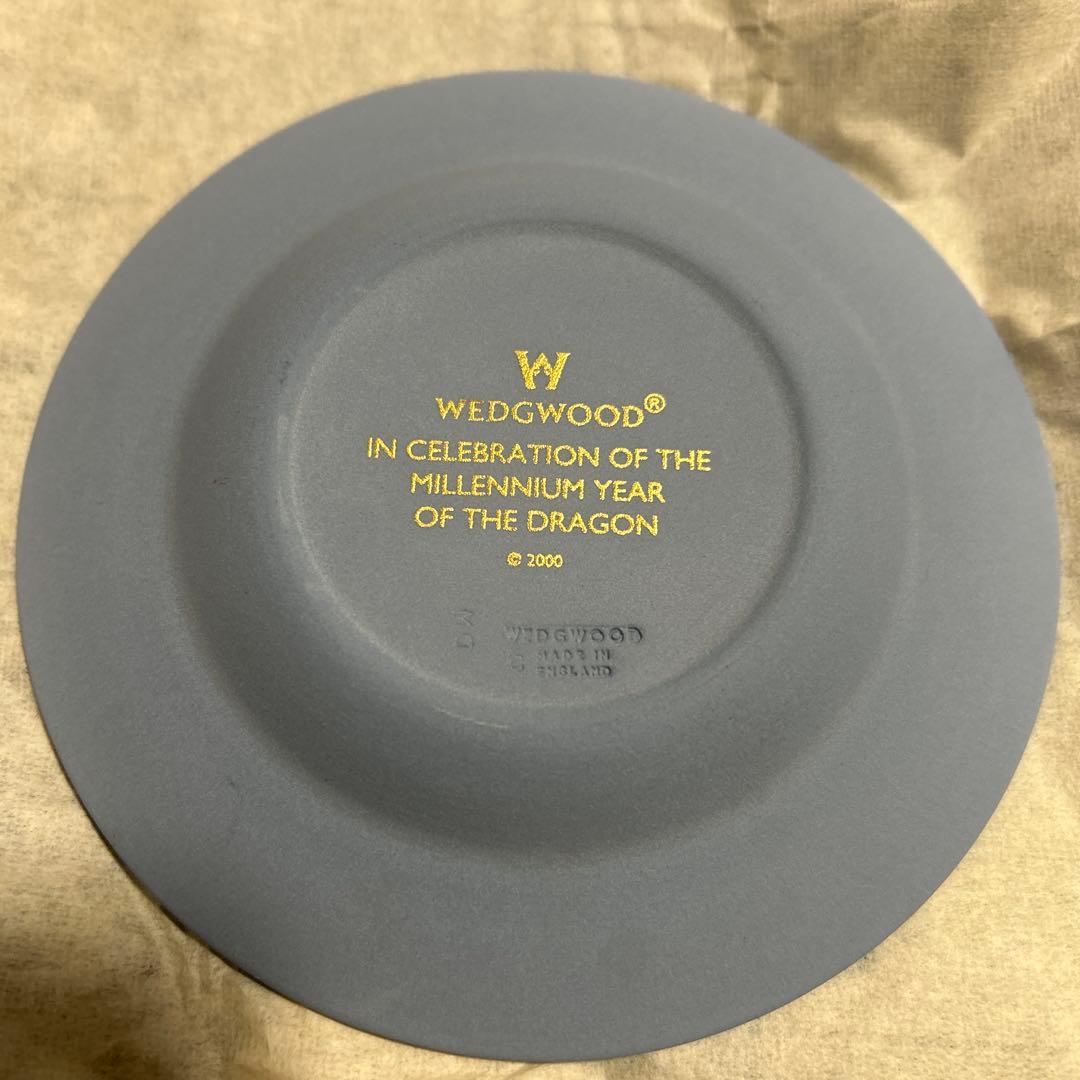 W
WEDGWOOD®
IN CELEBRATION OF THE
MILLENNIUM YEAR
OF THE DRAGON
© 2000
WEDGWOOD
MADE IN
ENGLAND